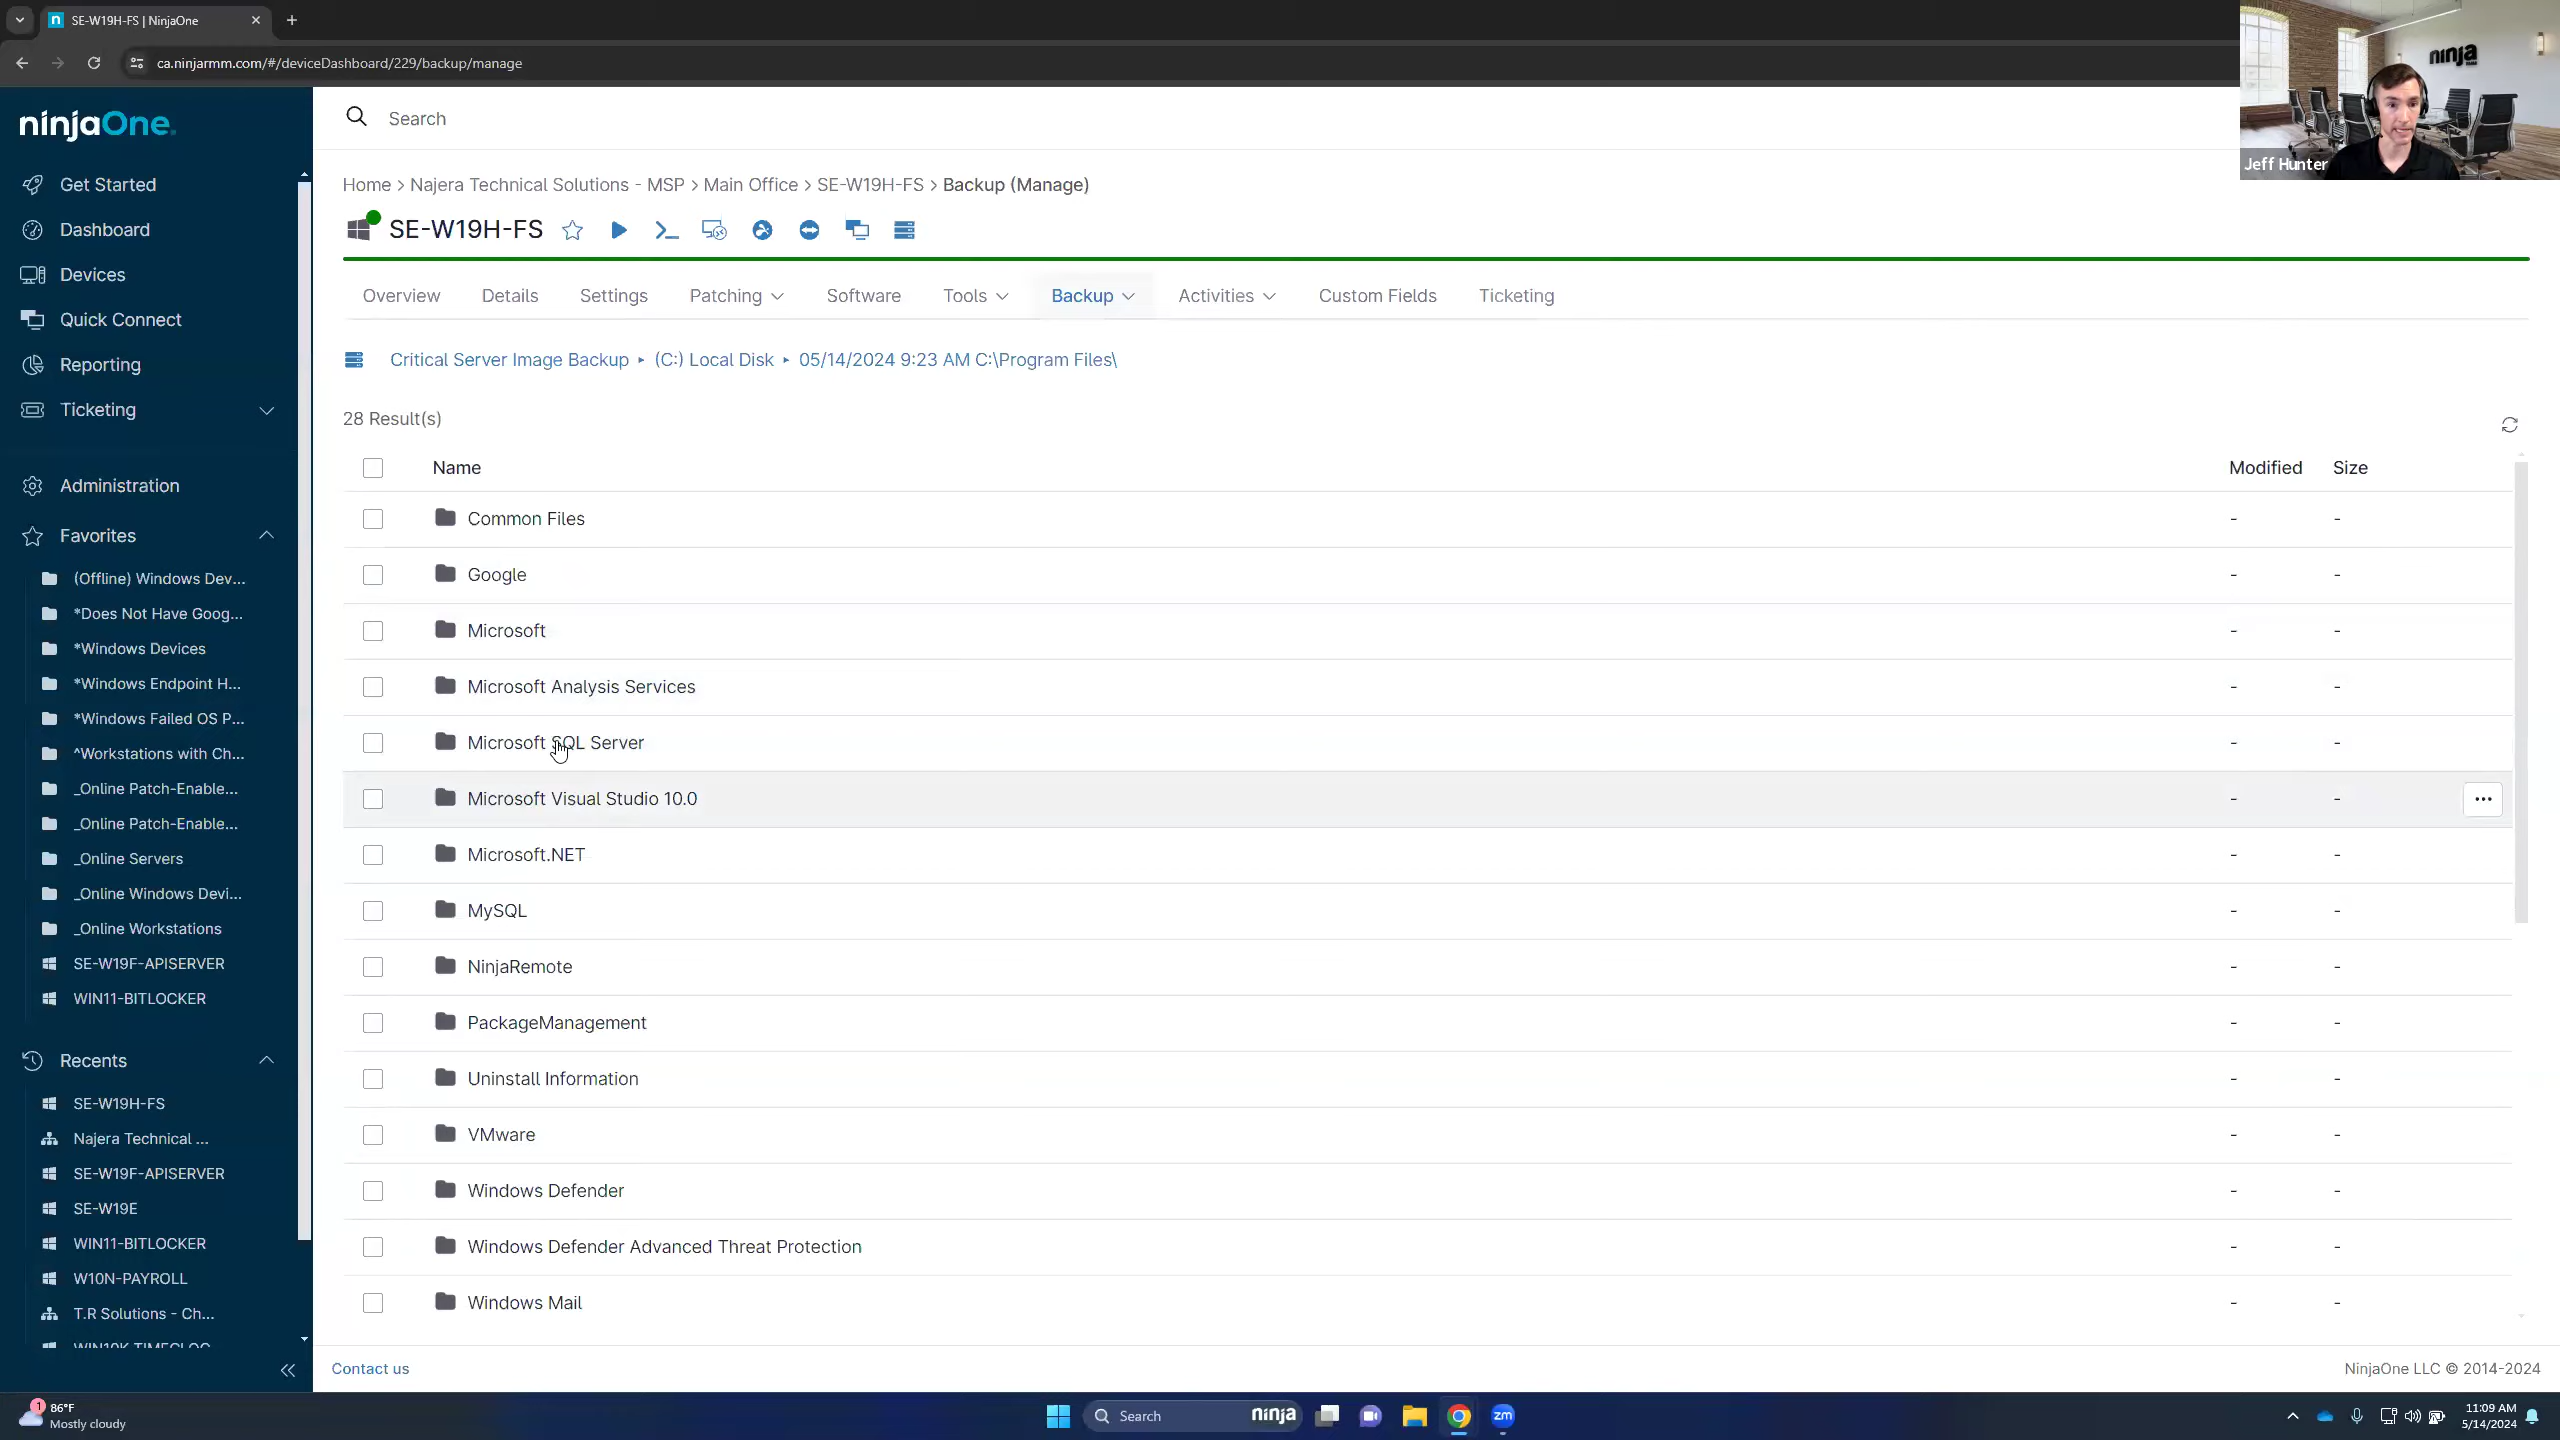 SE-W19H-FS | NinjaOne
ca.ninjarmm.com/#/deviceDashboard/229/backup/manage
ninja
Jeff Hunter
ninjaOne.
Get Started
Dashboard
Devices
Quick Connect
Reporting
Ticketing
Administration
Favorites
(Offline) Windows Dev...
*Does Not Have Goog...
*Windows Devices
*Windows Endpoint H...
*Windows Failed OS P...
^Workstations with Ch...
_Online Patch-Enable...
_Online Patch-Enable...
_Online Servers
_Online Windows Devi...
_Online Workstations
SE-W19F-APISERVER
WIN11-BITLOCKER
Recents
SE-W19H-FS
Najera Technical ...
SE-W19F-APISERVER
SE-W19E
WIN11-BITLOCKER
W10N-PAYROLL
T.R Solutions - Ch...
Search
Home > Najera Technical Solutions - MSP > Main Office > SE-W19H-FS > Backup (Manage)
SE-W19H-FS
Overview Details Settings Patching Software Tools Backup Activities Custom Fields Ticketing
Critical Server Image Backup ▸ (C:) Local Disk ▸ 05/14/2024 9:23 AM C:\Program Files\
28 Result(s)
Name Modified Size
Common Files - -
Google - -
Microsoft - -
Microsoft Analysis Services - -
Microsoft SQL Server - -
Microsoft Visual Studio 10.0 - - ...
Microsoft.NET - -
MySQL - -
NinjaRemote - -
PackageManagement - -
Uninstall Information - -
VMware - -
Windows Defender - -
Windows Defender Advanced Threat Protection - -
Windows Mail - -
Contact us
NinjaOne LLC © 2014-2024
1
86°F
Mostly cloudy
Search
ninja
zm
11:09 AM
5/14/2024